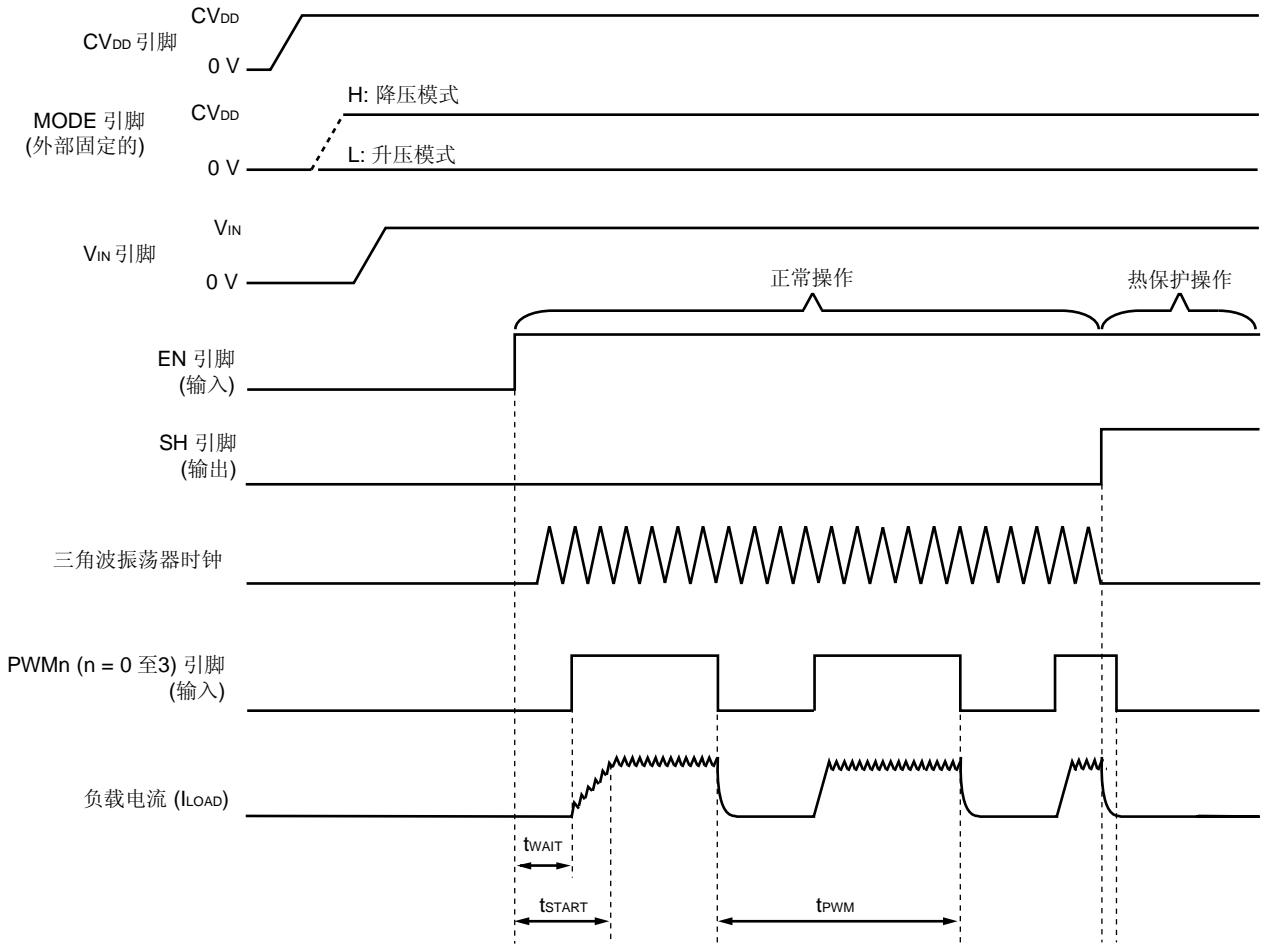 CVDD
CVDD 引脚
0 V
H: 降压模式
CVDD
MODE 引脚
(外部固定的)
L: 升压模式
0 V
VIN
VIN 引脚
0 V
正常操作
热保护操作
EN 引脚
(输入)
SH 引脚
(输出)
三角波振荡器时钟
PWMn (n = 0 至3) 引脚
(输入)
负载电流 (ILOAD)
tWAIT
tSTART
tPWM